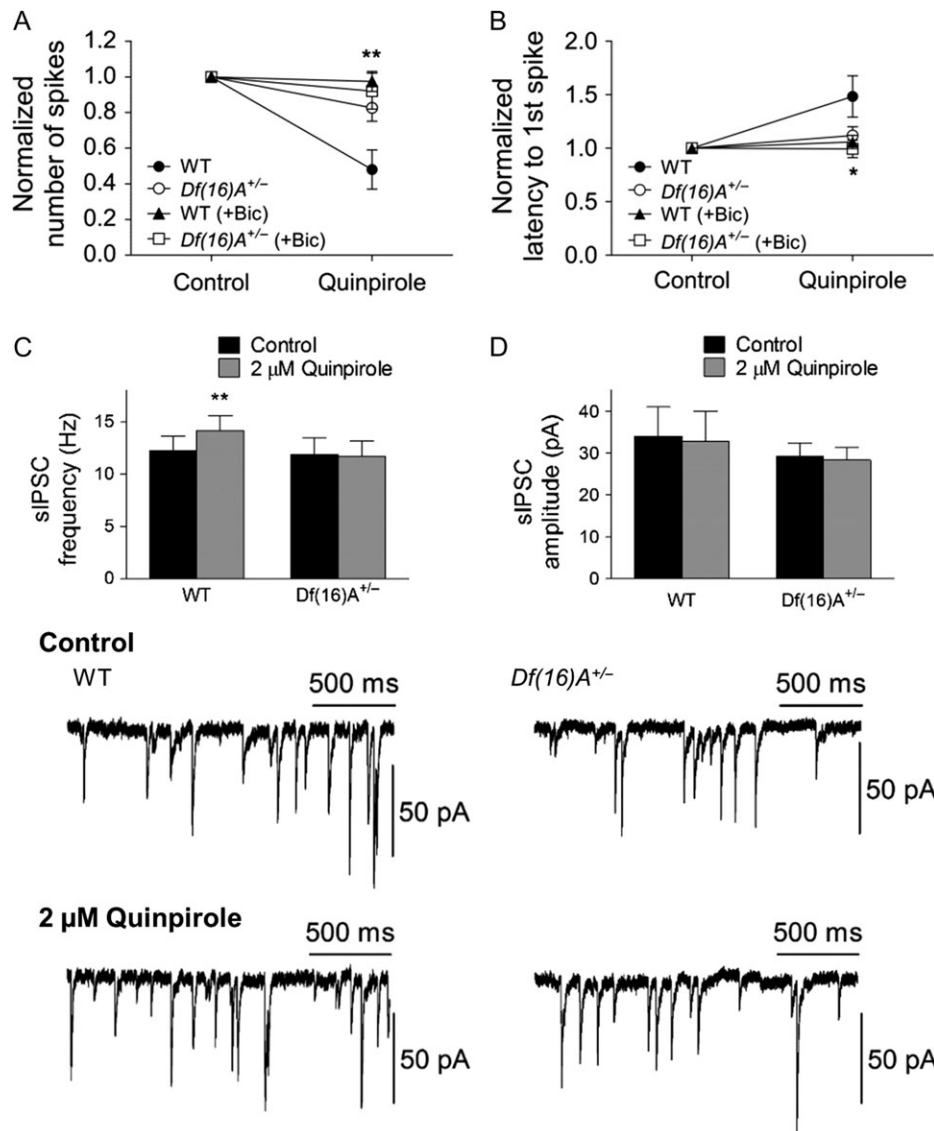 A
Normalized
number of spikes
1.2
1.0
0.8
0.6
0.4
0.2
0.0
**
WT
Df(16)A+/−
WT (+Bic)
Df(16)A+/− (+Bic)
Control
Quinpirole
B
Normalized
latency to 1st spike
2.0
1.5
1.0
0.5
0.0
*
WT
Df(16)A+/−
WT (+Bic)
Df(16)A+/− (+Bic)
Control
Quinpirole
C
Control
2 μM Quinpirole
sIPSC
frequency (Hz)
15
10
5
0
**
WT
Df(16)A+/−
D
Control
2 μM Quinpirole
sIPSC
amplitude (pA)
40
30
20
10
0
WT
Df(16)A+/−
Control
WT
500 ms
50 pA
Df(16)A+/−
500 ms
50 pA
2 μM Quinpirole
500 ms
50 pA
500 ms
50 pA